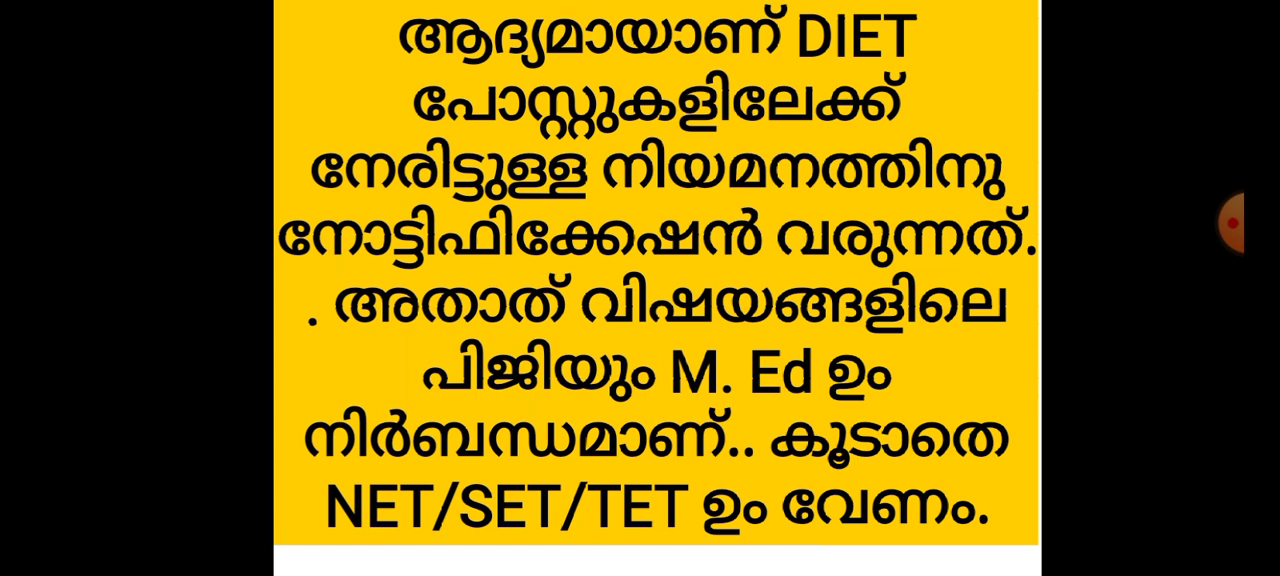 ആദ്യമായാണ് DIET
പോസ്റ്റുകളിലേക്ക്
നേരിട്ടുള്ള നിയമനത്തിനു
നോട്ടിഫിക്കേഷൻ വരുന്നത്.
. അതാത് വിഷയങ്ങളിലെ
പിജിയും M. Ed ഉം
നിർബന്ധമാണ്.. കൂടാതെ
NET/SET/TET ഉം വേണം.